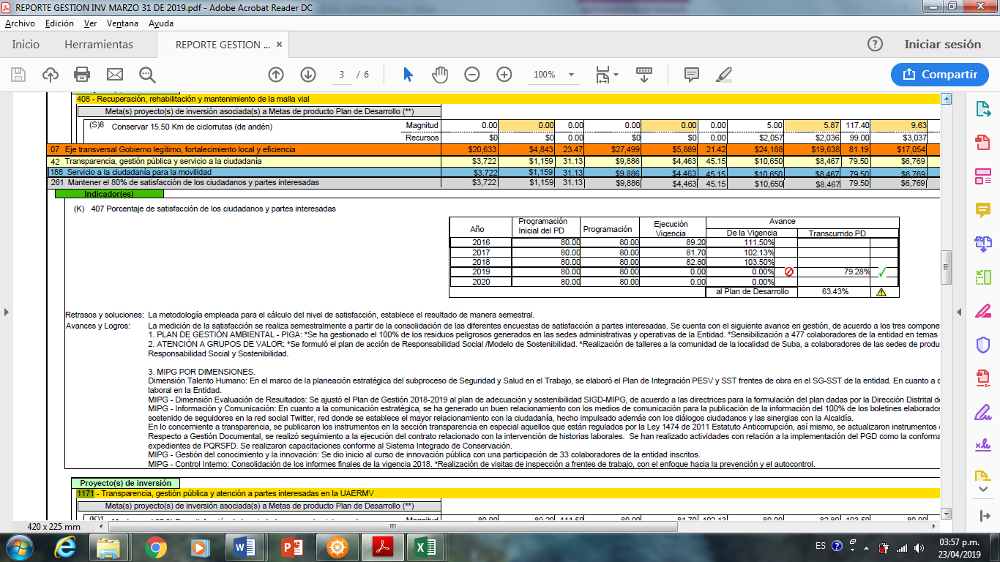 REPORTE GESTION INV MARZO 31 DE 2019.pdf - Adobe Acrobat Reader DC
Archivo Edición Ver Ventana Ayuda
Inicio Herramientas REPORTE GESTION ... × Iniciar sesión
3 / 6 100% Compartir
408 - Recuperación, rehabilitación y mantenimiento de la malla vial
Meta(s) proyecto(s) de inversión asociada(s) a Metas de producto Plan de Desarrollo (**)
(S)8 Conservar 15.50 Km de ciclorrutas (de andén) Magnitud 0.00 0.00 0.00 0.00 0.00 0.00 5.00 5.87 117.40 9.63
Recursos $0 $0 0.00 $0 $0 0.00 $2,057 $2,036 99.00 $3,037
07 Eje transversal Gobierno legítimo, fortalecimiento local y eficiencia $20,633 $4,843 23.47 $27,499 $5,889 21.42 $24,188 $19,638 81.19 $17,054
42 Transparencia, gestión pública y servicio a la ciudadanía $3,722 $1,159 31.13 $9,886 $4,463 45.15 $10,650 $8,467 79.50 $6,769
188 Servicio a la ciudadanía para la movilidad $3,722 $1,159 31.13 $9,886 $4,463 45.15 $10,650 $8,467 79.50 $6,769
261 Mantener el 80% de satisfacción de los ciudadanos y partes interesadas $3,722 $1,159 31.13 $9,886 $4,463 45.15 $10,650 $8,467 79.50 $6,769
Indicador(es)
(K) 407 Porcentaje de satisfacción de los ciudadanos y partes interesadas
Año Programación Inicial del PD Programación Ejecución Vigencia Avance
De la Vigencia Transcurrido PD
2016 80.00 80.00 89.20 111.50%
2017 80.00 80.00 81.70 102.13%
2018 80.00 80.00 82.80 103.50%
2019 80.00 80.00 0.00 0.00% 79.28%
2020 80.00 80.00 0.00 0.00%
al Plan de Desarrollo 63.43%
Retrasos y soluciones: La metodología empleada para el cálculo del nivel de satisfacción, establece el resultado de manera semestral.
Avances y Logros: La medición de la satisfacción se realiza semestralmente a partir de la consolidación de las diferentes encuestas de satisfacción a partes interesadas. Se cuenta con el siguiente avance en gestión, de acuerdo a los tres compone
1. PLAN DE GESTIÓN AMBIENTAL - PIGA: *Se ha gestionado el 100% de los residuos peligrosos generados en las sedes administrativas y operativas de la Entidad. *Sensibilización a 477 colaboradores de la entidad en temas
2. ATENCIÓN A GRUPOS DE VALOR: *Se formuló el plan de acción de Responsabilidad Social /Modelo de Sostenibilidad. *Realización de talleres a la comunidad de la localidad de Suba, a colaboradores de las sedes de produ
Responsabilidad Social y Sostenibilidad.
3. MIPG POR DIMENSIONES.
Dimensión Talento Humano: En el marco de la planeación estratégica del subproceso de Seguridad y Salud en el Trabajo, se elaboró el Plan de Integración PESV y SST frentes de obra en el SG-SST de la entidad. En cuanto a c
laboral en la Entidad.
MIPG - Dimensión Evaluación de Resultados: Se ajustó el Plan de Gestión 2018-2019 al plan de adecuación y sostenibilidad SIGD-MIPG, de acuerdo a las directrices para la formulación del plan dadas por la Dirección Distrital de
MIPG - Información y Comunicación: En cuanto a la comunicación estratégica, se ha generado un buen relacionamiento con los medios de comunicación para la publicación de la información del 100% de los boletines elaborados
sostenido de seguidores en la red social Twitter, red donde se establece el mayor relacionamiento con la ciudadanía, hecho impulsado además con los diálogos ciudadanos y las sinergias con la Alcaldía.
En lo concerniente a transparencia, se publicaron los instrumentos en la sección transparencia en especial aquellos que están regulados por la Ley 1474 de 2011 Estatuto Anticorrupción, así mismo, se actualizaron instrumentos
Respecto a Gestión Documental, se realizó seguimiento a la ejecución del contrato relacionado con la intervención de historias laborales. Se han realizado actividades con relación a la implementación del PGD como la conforma
expedientes de PQRSFD. Se realizaron capacitaciones conforme al Sistema Integrado de Conservación.
MIPG - Gestión del conocimiento y la innovación: Se dio inicio al curso de innovación pública con una participación de 33 colaboradores de la entidad inscritos.
MIPG - Control Interno: Consolidación de los informes finales de la vigencia 2018. *Realización de visitas de inspección a frentes de trabajo, con el enfoque hacia la prevención y el autocontrol.
Proyecto(s) de inversión
1171 - Transparencia, gestión pública y atención a partes interesadas en la UAERMV
Meta(s) proyecto(s) de inversión asociada(s) a Metas de producto Plan de Desarrollo (**)
420 x 225 mm
ES 03:57 p.m.
23/04/2019